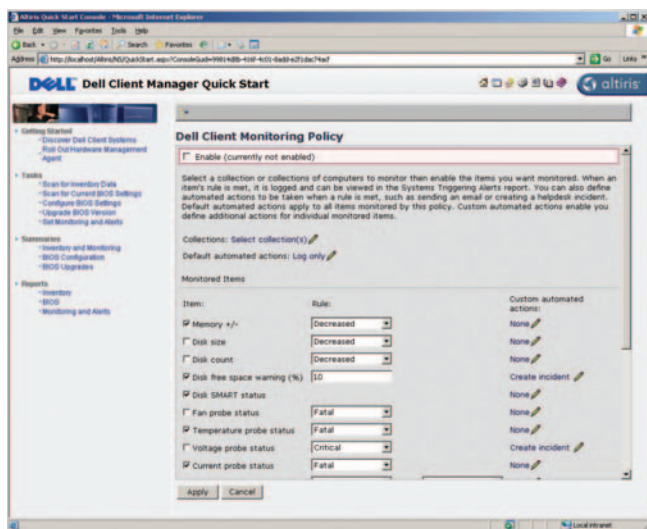 Altiris Quick Start Console - Microsoft Internet Explorer
File Edit View Favorites Tools Help
Back Search Favorites
Address Go Links
DELL Dell Client Manager Quick Start altiris
Getting Started
Discover Dell Client Systems
Roll Out Hardware Management
Agent
Tasks
Scan for Inventory Data
Scan for Current BIOS Settings
Configure BIOS Settings
Upgrade BIOS Version
Set Monitoring and Alerts
Summaries
Inventory and Monitoring
BIOS Configuration
BIOS Upgrades
Reports
Inventory
BIOS
Monitoring and Alerts
Dell Client Monitoring Policy
Enable (currently not enabled)
Select a collection or collections of computers to monitor then enable the items you want monitored. When an
item's rule is met, it is logged and can be viewed in the Systems Triggering Alerts report. You can also define
automated actions to be taken when a rule is met, such as sending an email or creating a helpdesk incident.
Default automated actions apply to all items monitored by this policy. Custom automated actions enable you
define additional actions for individual monitored items.
Collections: Select collection(s)
Default automated actions: Log only
Monitored Items
Item: Rule: Custom automated
actions:
Memory +/- Decreased None
Disk size Decreased None
Disk count Decreased None
Disk free space warning (%) 10 Create incident
Disk SMART status None
Fan probe status Fatal None
Temperature probe status Fatal None
Voltage probe status Critical Create incident
Current probe status Fatal None
Apply Cancel
Local intranet